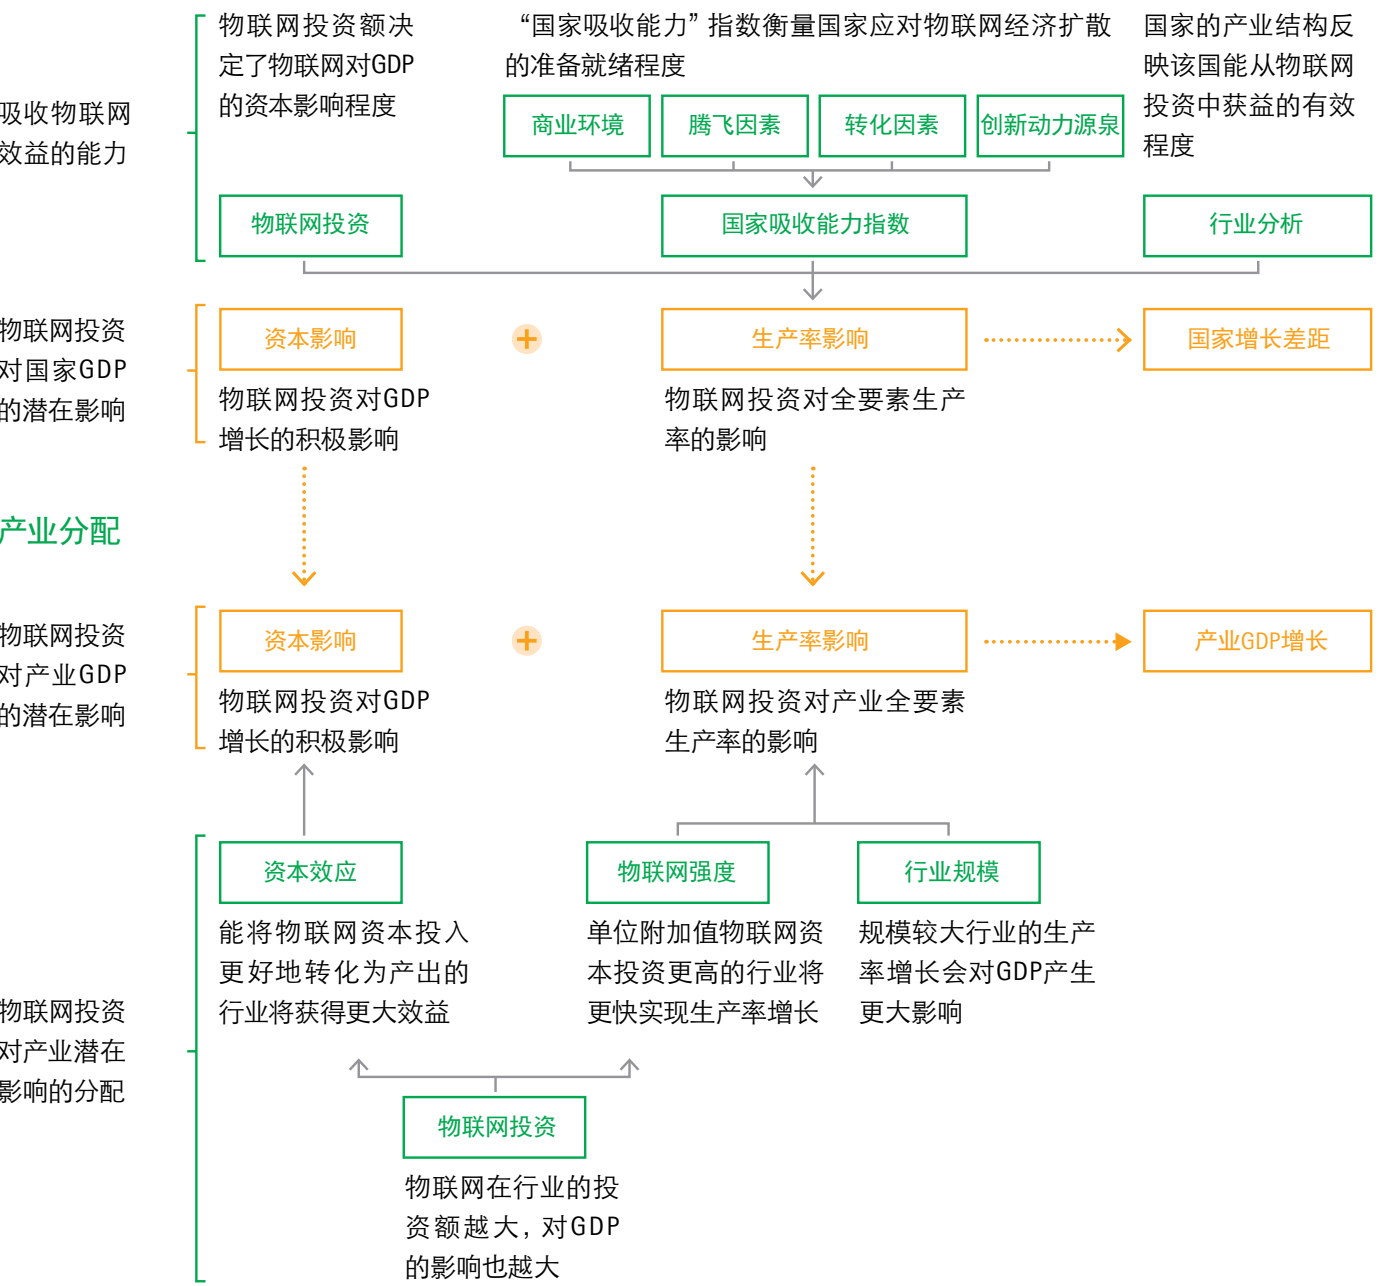 吸收物联网
效益的能力
物联网投资额决
定了物联网对GDP
的资本影响程度
“国家吸收能力”指数衡量国家应对物联网经济扩散
的准备就绪程度
国家的产业结构反
映该国能从物联网
投资中获益的有效
程度
商业环境
腾飞因素
转化因素
创新动力源泉
物联网投资
国家吸收能力指数
行业分析
物联网投资
对国家GDP
的潜在影响
资本影响
+
生产率影响
国家增长差距
物联网投资对GDP
增长的积极影响
物联网投资对全要素生产
率的影响
产业分配
物联网投资
对产业GDP
的潜在影响
资本影响
+
生产率影响
产业GDP增长
物联网投资对GDP
增长的积极影响
物联网投资对产业全要素
生产率的影响
物联网投资
对产业潜在
影响的分配
资本效应
物联网强度
行业规模
能将物联网资本投入
更好地转化为产出的
行业将获得更大效益
单位附加值物联网资
本投资更高的行业将
更快实现生产率增长
规模较大行业的生产
率增长会对GDP产生
更大影响
物联网投资
物联网在行业的投
资额越大，对GDP
的影响也越大